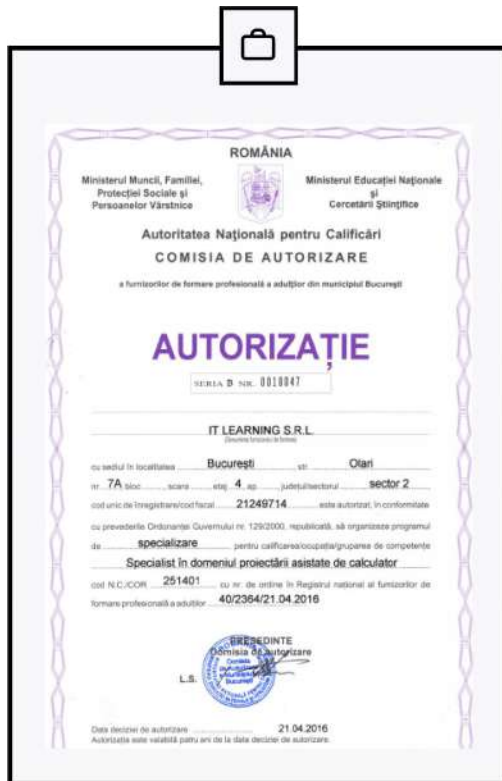 ROMÂNIA
Ministerul Muncii, Familiei,
Protecției Sociale și
Persoanelor Vârstnice
Ministerul Educației Naționale
și
Cercetării Științifice
Autoritatea Națională pentru Calificări
COMISIA DE AUTORIZARE
a furnizorilor de formare profesională a adulților din municipiul București
AUTORIZAȚIE
SERIA B NR. 0010047
IT LEARNING S.R.L.
cu sediul în localitatea București str. Olari
nr. 7A bloc scara etaj 4 ap. județul/sectorul sector 2
cod unic de înregistrare/cod fiscal 21249714 este autorizat, în conformitate
cu prevederile Ordonanței Guvernului nr. 129/2000, republicată, să organizeze programul
de specializare pentru calificarea/ocupația/gruparea de competențe
Specialist în domeniul proiectării asistate de calculator
cod N.C./COR 251401 cu nr. de ordine în Registrul național al furnizorilor de
formare profesională a adulților 40/2364/21.04.2016
PREȘEDINTE
Comisia de autorizare
L.S.
Data deciziei de autorizare 21.04.2016
Autorizația este valabilă patru ani de la data deciziei de autorizare.